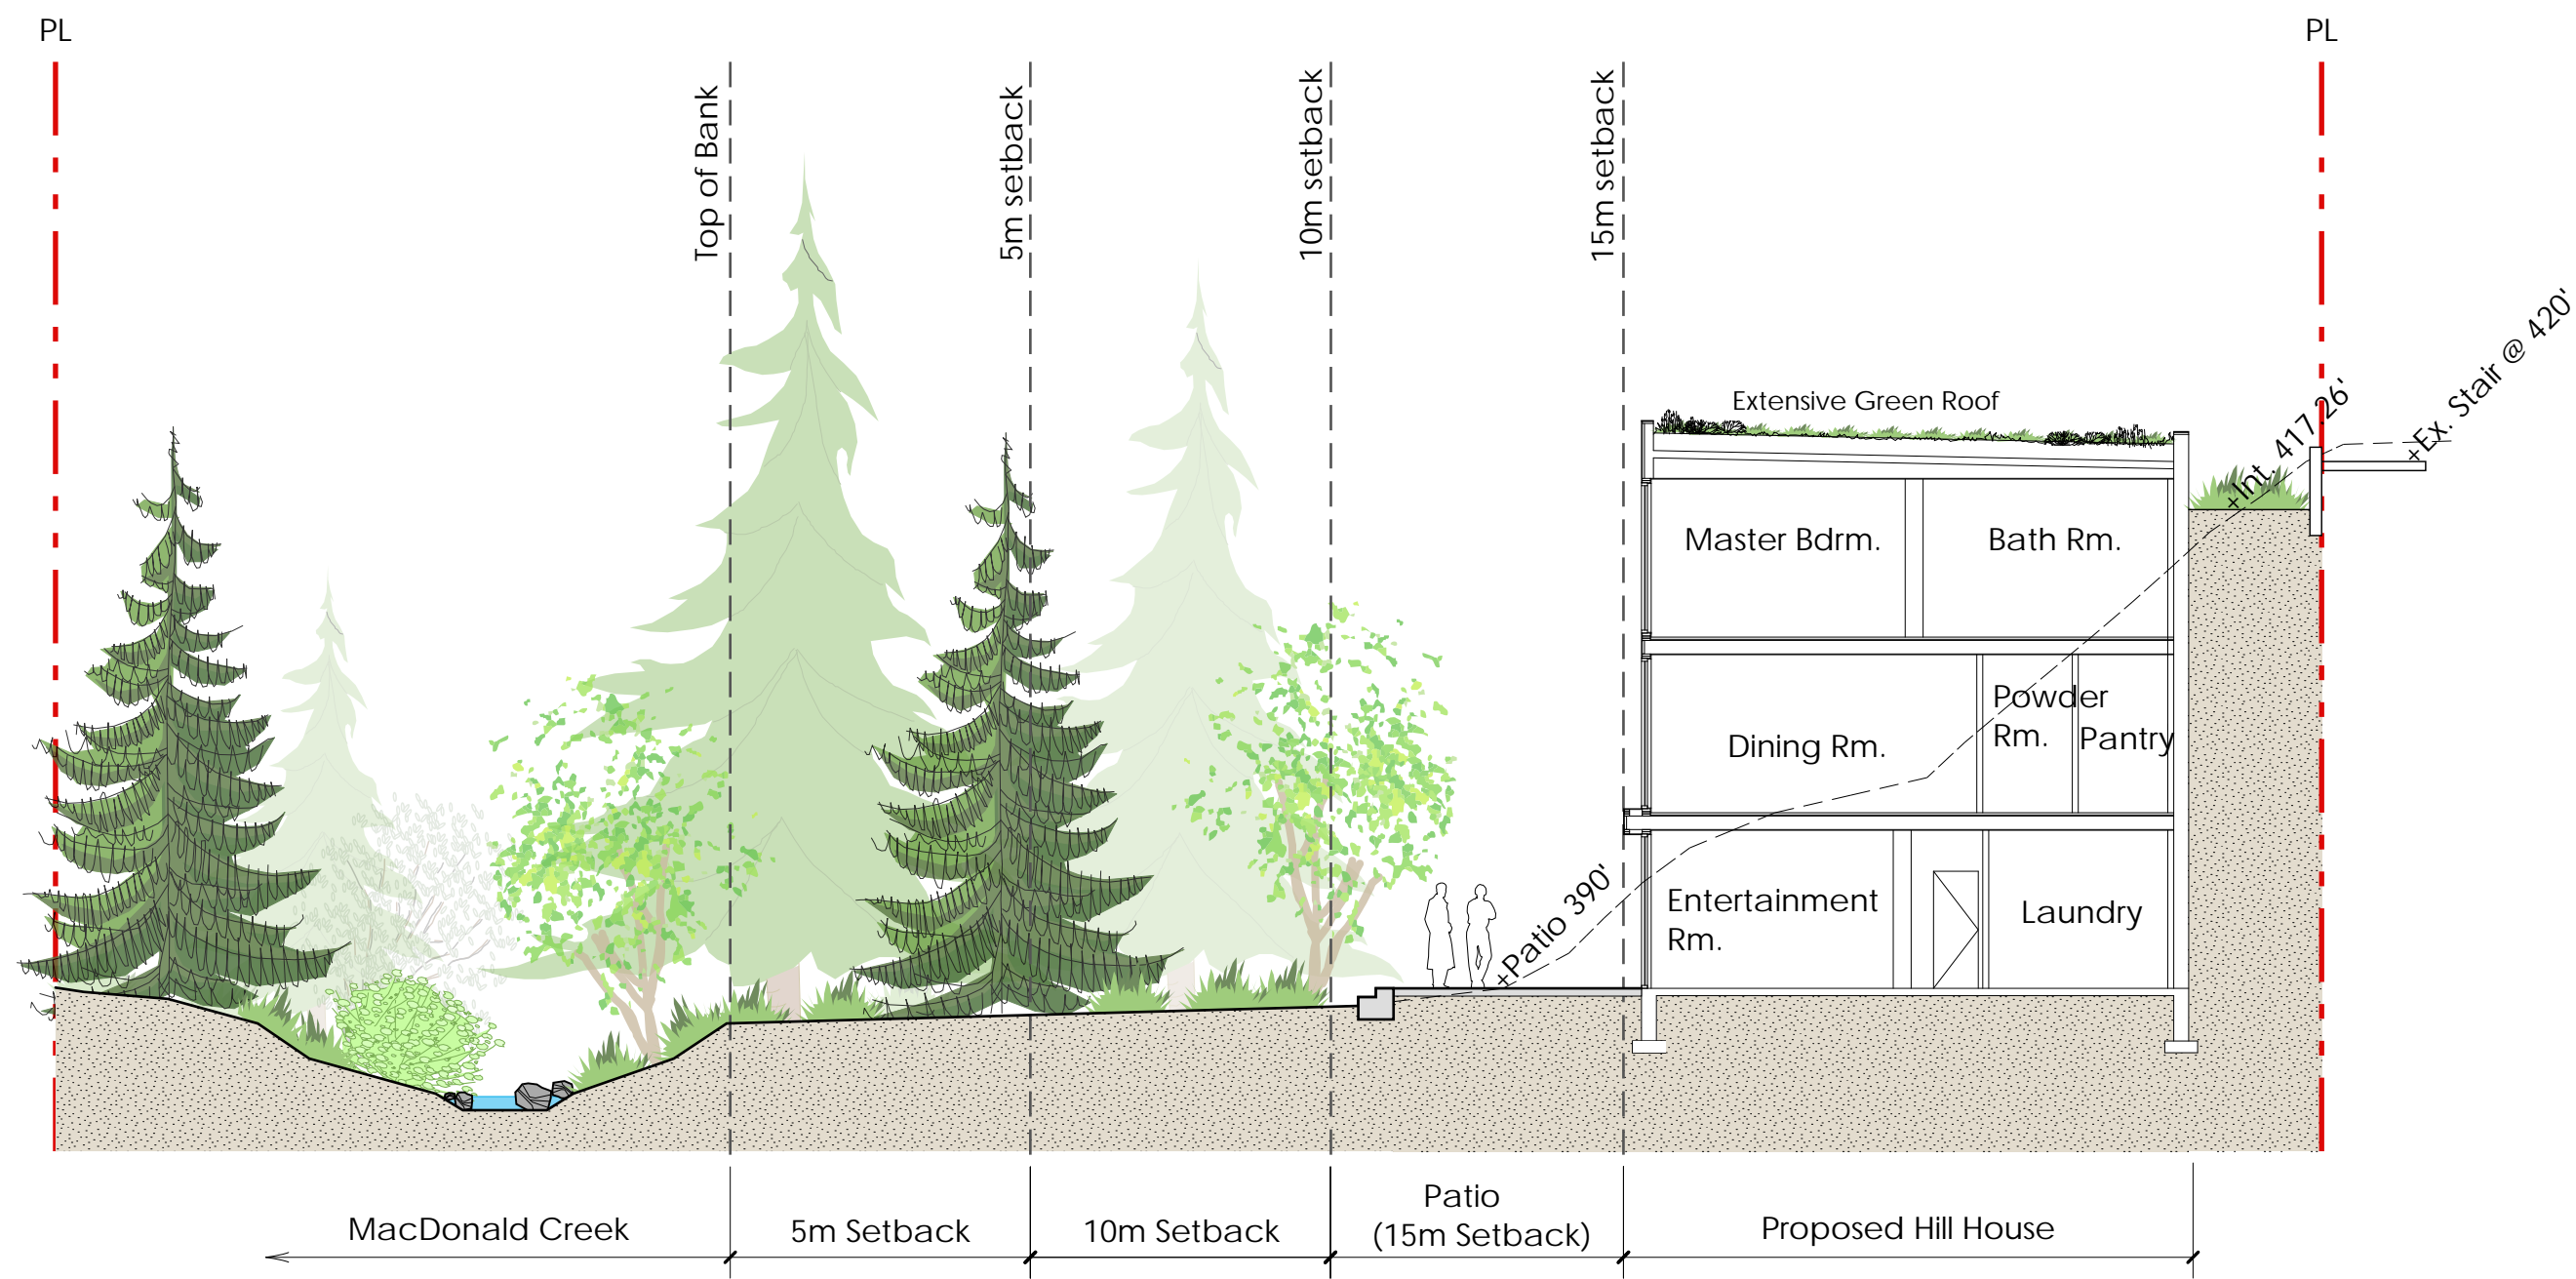 PL
PL
Top of Bank
5m setback
10m setback
15m setback
Extensive Green Roof
+Int. 417.26'
+Ex. Stair @ 420'
Master Bdrm.
Bath Rm.
Dining Rm.
Powder
Rm.
Pantry
+Patio 390'
Entertainment
Rm.
Laundry
MacDonald Creek
5m Setback
10m Setback
Patio
(15m Setback)
Proposed Hill House